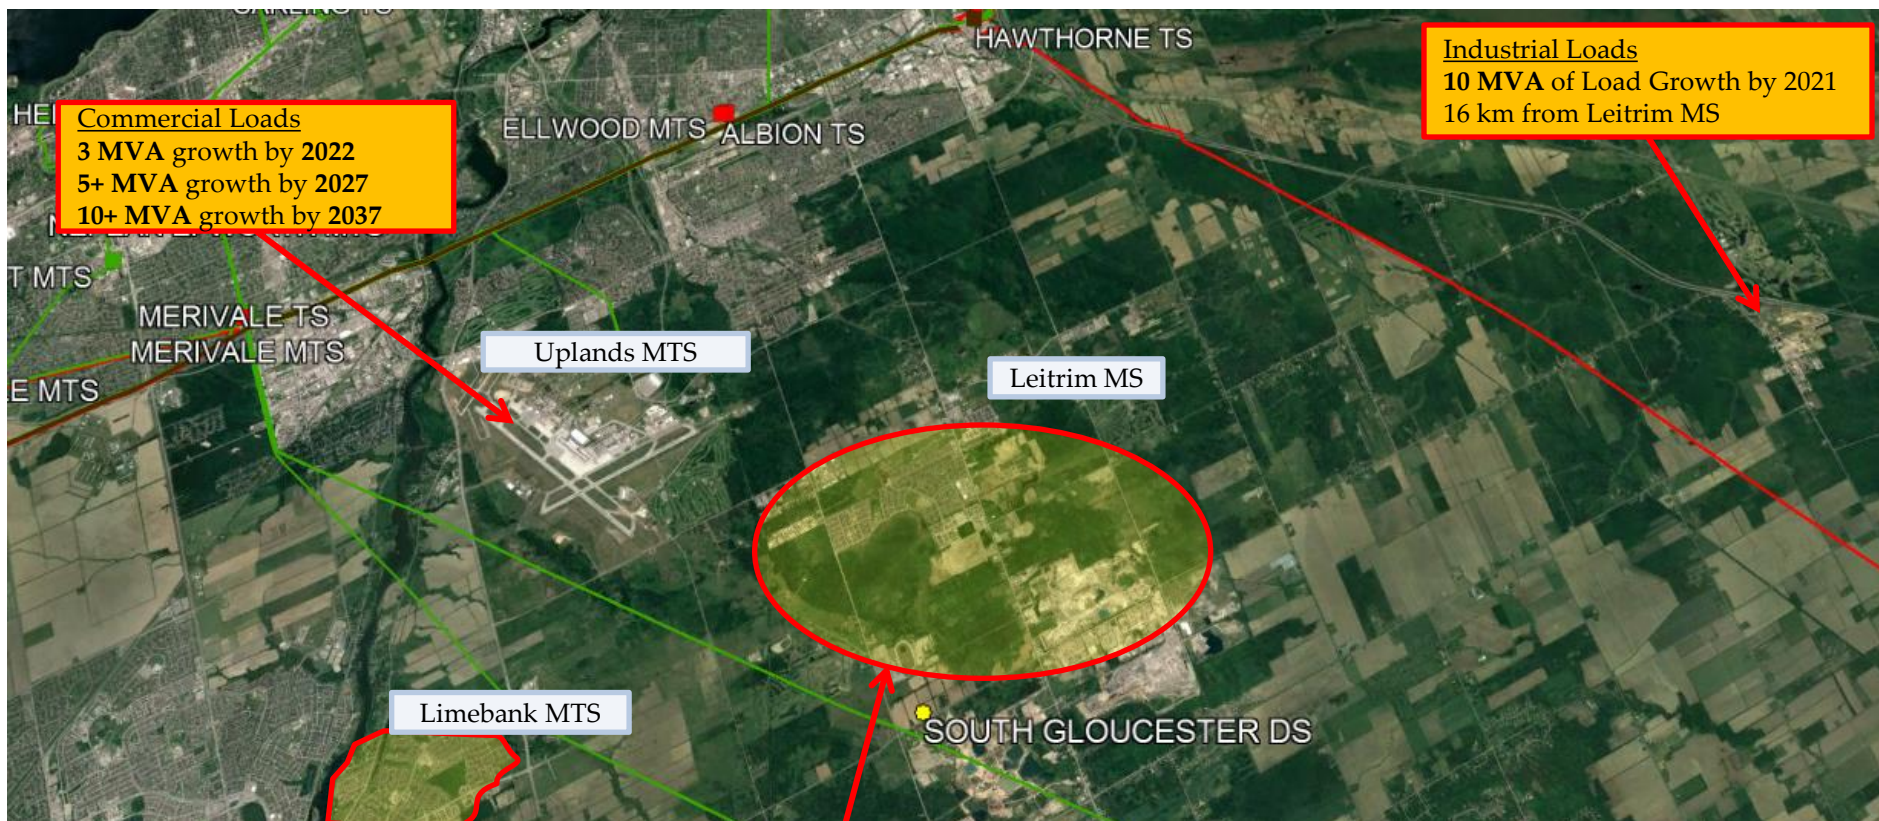 HAWTHORNE TS
Industrial Loads
10 MVA of Load Growth by 2021
16 km from Leitrim MS
Commercial Loads
3 MVA growth by 2022
5+ MVA growth by 2027
10+ MVA growth by 2037
ELLWOOD MTS
ALBION TS
T MTS
MERIVALE TS
MERIVALE MTS
Uplands MTS
Leitrim MS
E MTS
Limebank MTS
SOUTH GLOUCESTER DS